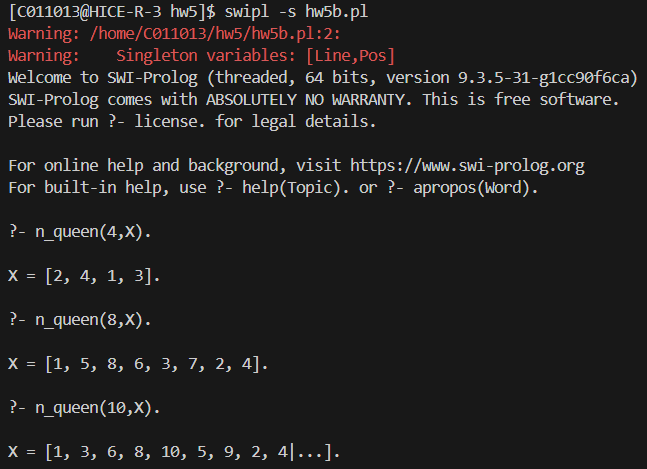 [C011013@HICE-R-3 hw5]$ swipl -s hw5b.pl
Warning: /home/C011013/hw5/hw5b.pl:2:
Warning:    Singleton variables: [Line,Pos]
Welcome to SWI-Prolog (threaded, 64 bits, version 9.3.5-31-g1cc90f6ca)
SWI-Prolog comes with ABSOLUTELY NO WARRANTY. This is free software.
Please run ?- license. for legal details.
For online help and background, visit https://www.swi-prolog.org
For built-in help, use ?- help(Topic). or ?- apropos(Word).
?- n_queen(4,X).
X = [2, 4, 1, 3].
?- n_queen(8,X).
X = [1, 5, 8, 6, 3, 7, 2, 4].
?- n_queen(10,X).
X = [1, 3, 6, 8, 10, 5, 9, 2, 4|...].